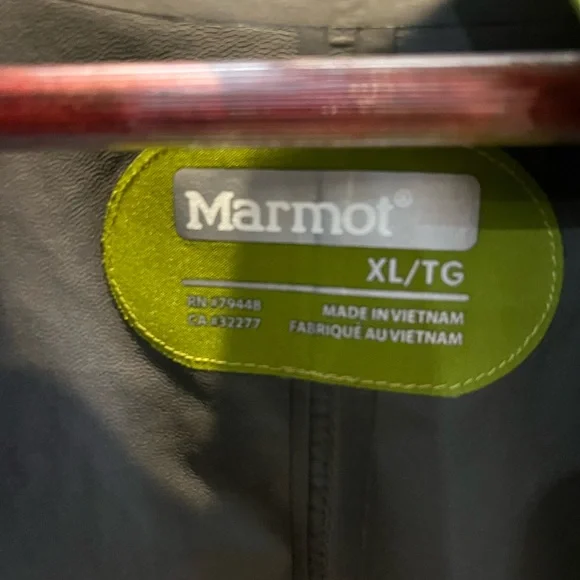 Marmot®
XL/TG
RN #79448
CA #32277
MADE IN VIETNAM
FABRIQUÉ AU VIETNAM